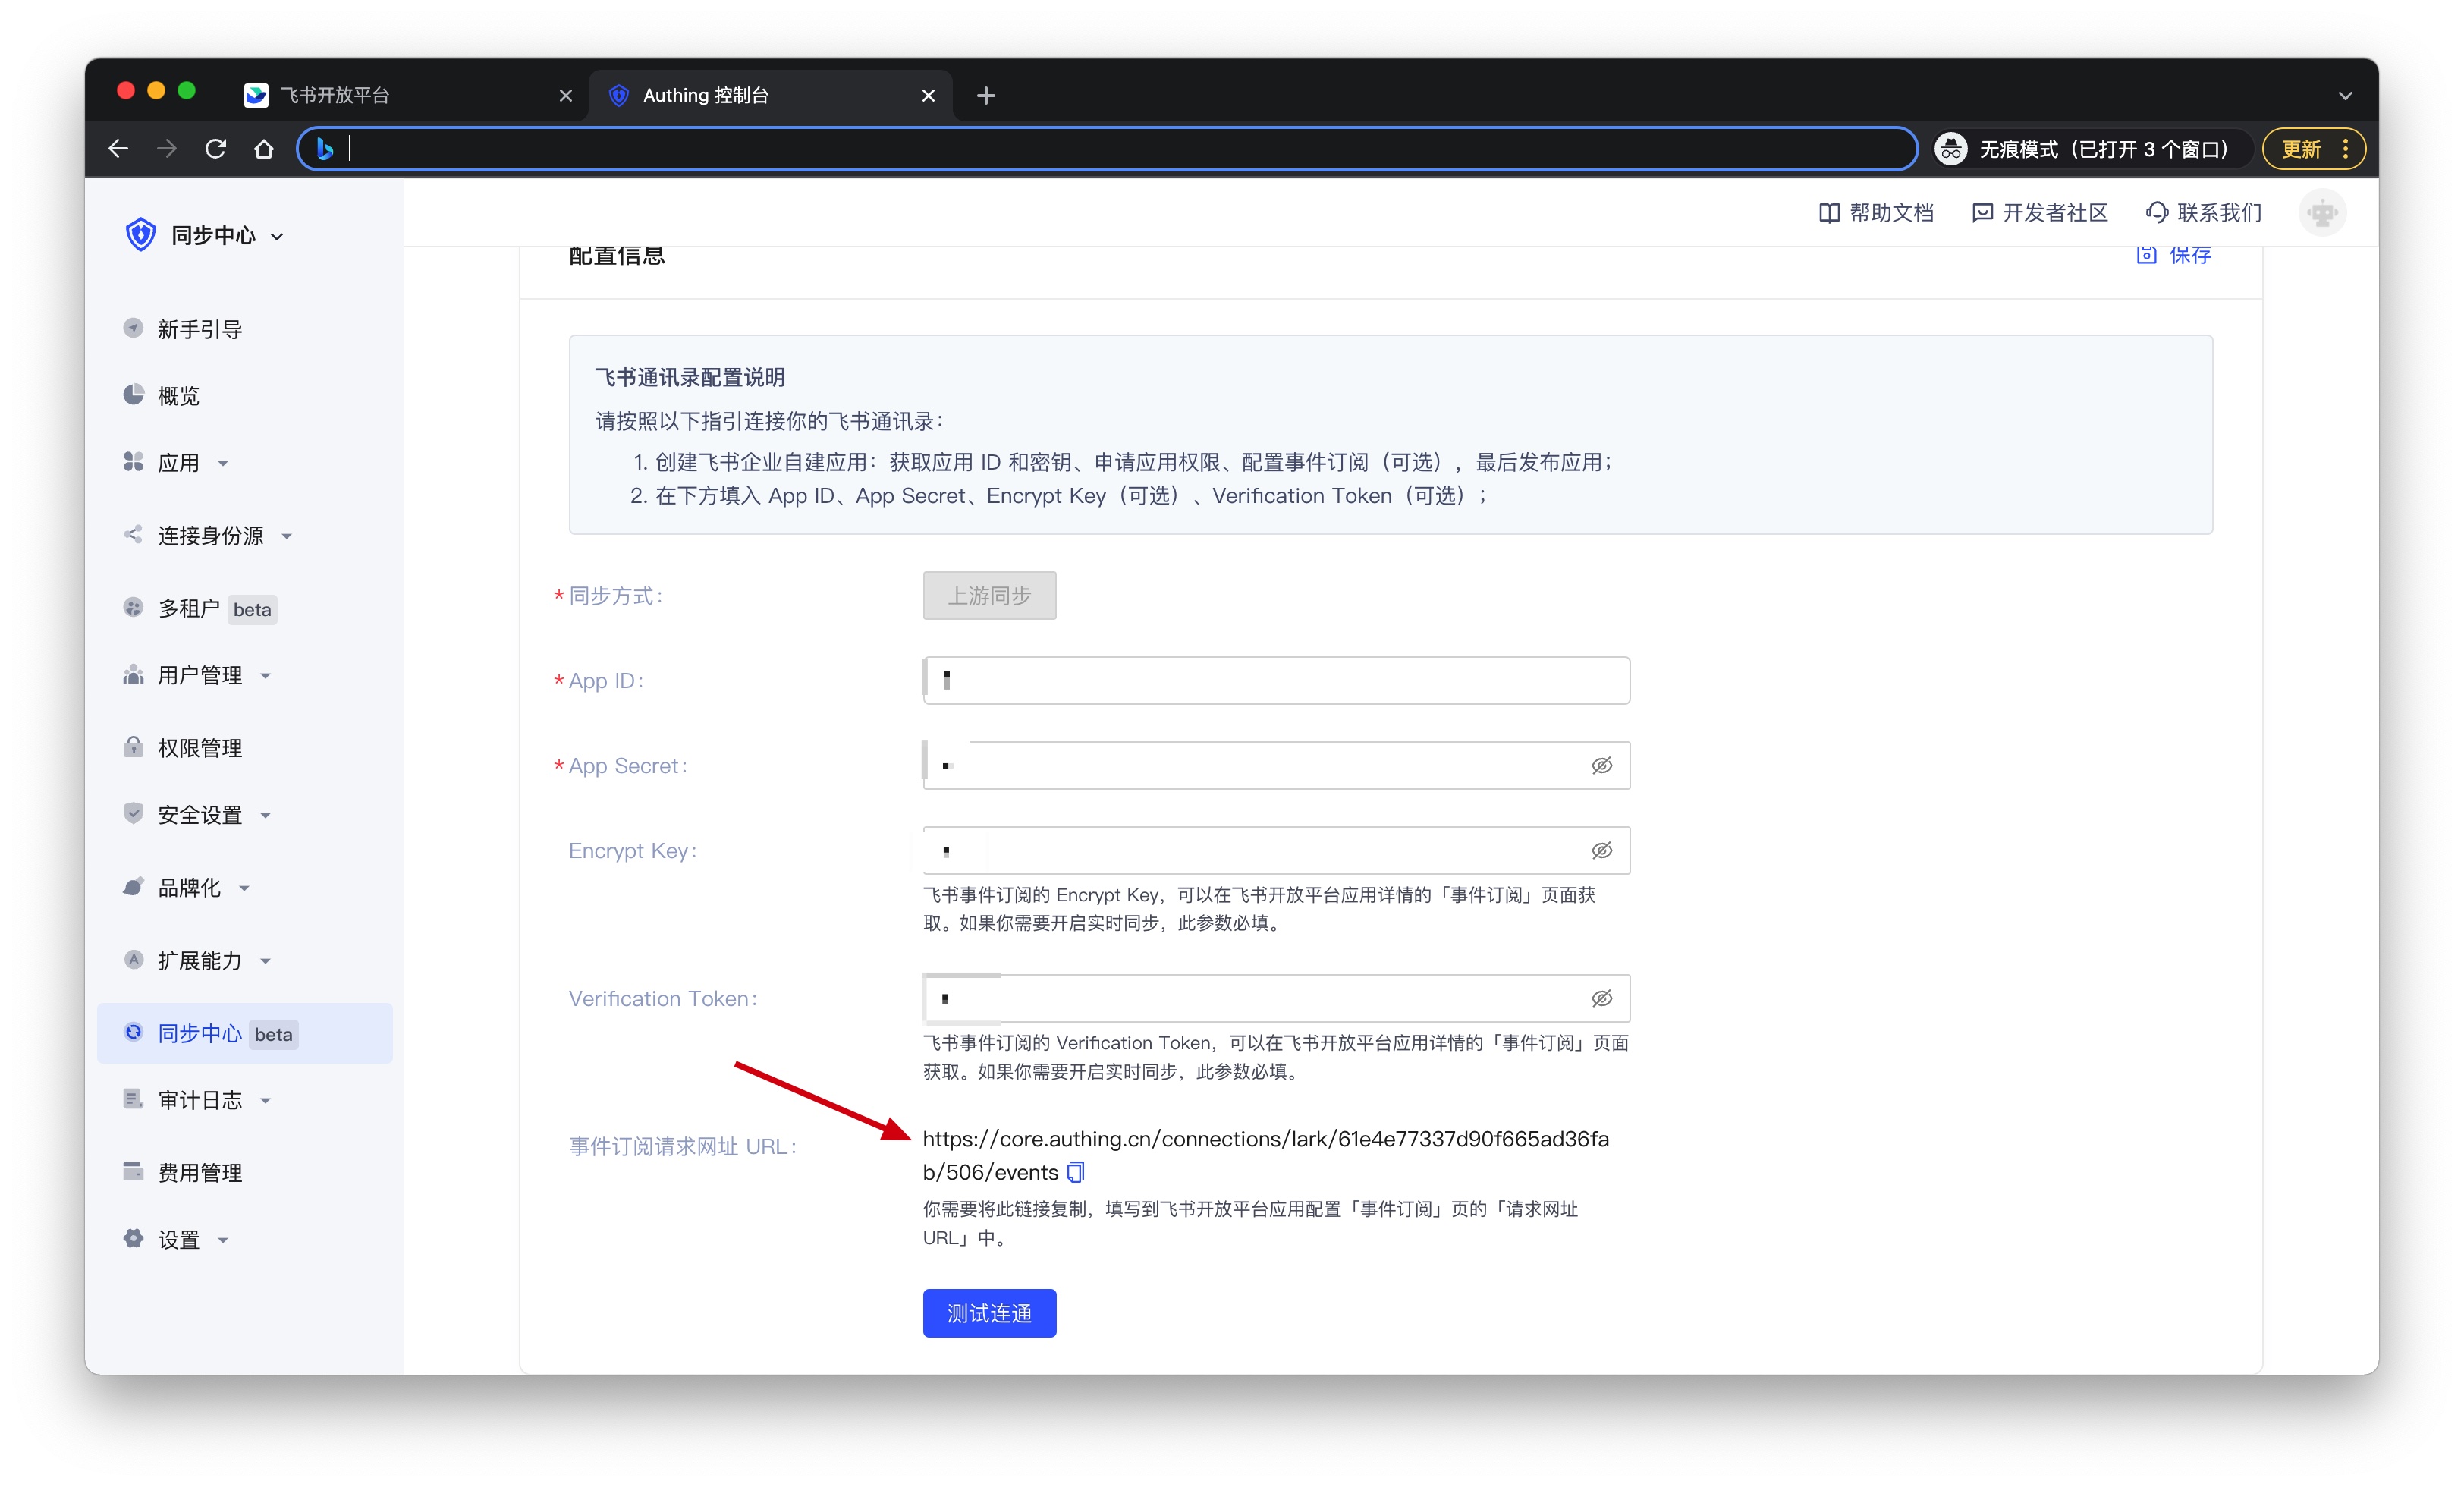 飞书开放平台
Authing 控制台
无痕模式（已打开 3 个窗口）
更新
同步中心
帮助文档
开发者社区
联系我们
配置信息
保存
新手引导
概览
应用
连接身份源
多租户 beta
用户管理
权限管理
安全设置
品牌化
扩展能力
同步中心 beta
审计日志
费用管理
设置
飞书通讯录配置说明
请按照以下指引连接你的飞书通讯录：
1. 创建飞书企业自建应用：获取应用 ID 和密钥、申请应用权限、配置事件订阅（可选），最后发布应用；
2. 在下方填入 App ID、App Secret、Encrypt Key（可选）、Verification Token（可选）；
* 同步方式：
上游同步
* App ID：
* App Secret：
Encrypt Key：
飞书事件订阅的 Encrypt Key，可以在飞书开放平台应用详情的「事件订阅」页面获
取。如果你需要开启实时同步，此参数必填。
Verification Token：
飞书事件订阅的 Verification Token，可以在飞书开放平台应用详情的「事件订阅」页面
获取。如果你需要开启实时同步，此参数必填。
事件订阅请求网址 URL：
https://core.authing.cn/connections/lark/61e4e77337d90f665ad36fa
b/506/events
你需要将此链接复制，填写到飞书开放平台应用配置「事件订阅」页的「请求网址
URL」中。
测试连通